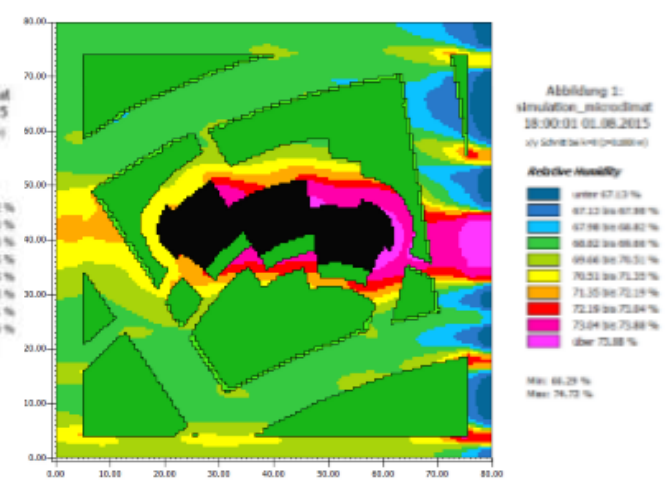 80.00
70.00
60.00
50.00
40.00
30.00
20.00
10.00
0.00
0.00 10.00 20.00 30.00 40.00 50.00 60.00 70.00 80.00
Abbildung 1:
simulation_microclimat
18:00:01 01.08.2015
x/y Schnitt bei k=0
Relative Humidity
unter 67.13 %
67.13 bis 67.98 %
67.98 bis 68.82 %
68.82 bis 69.66 %
69.66 bis 70.51 %
70.51 bis 71.35 %
71.35 bis 72.19 %
72.19 bis 73.04 %
73.04 bis 73.88 %
über 73.88 %
Min: 66.29 %
Max: 74.73 %